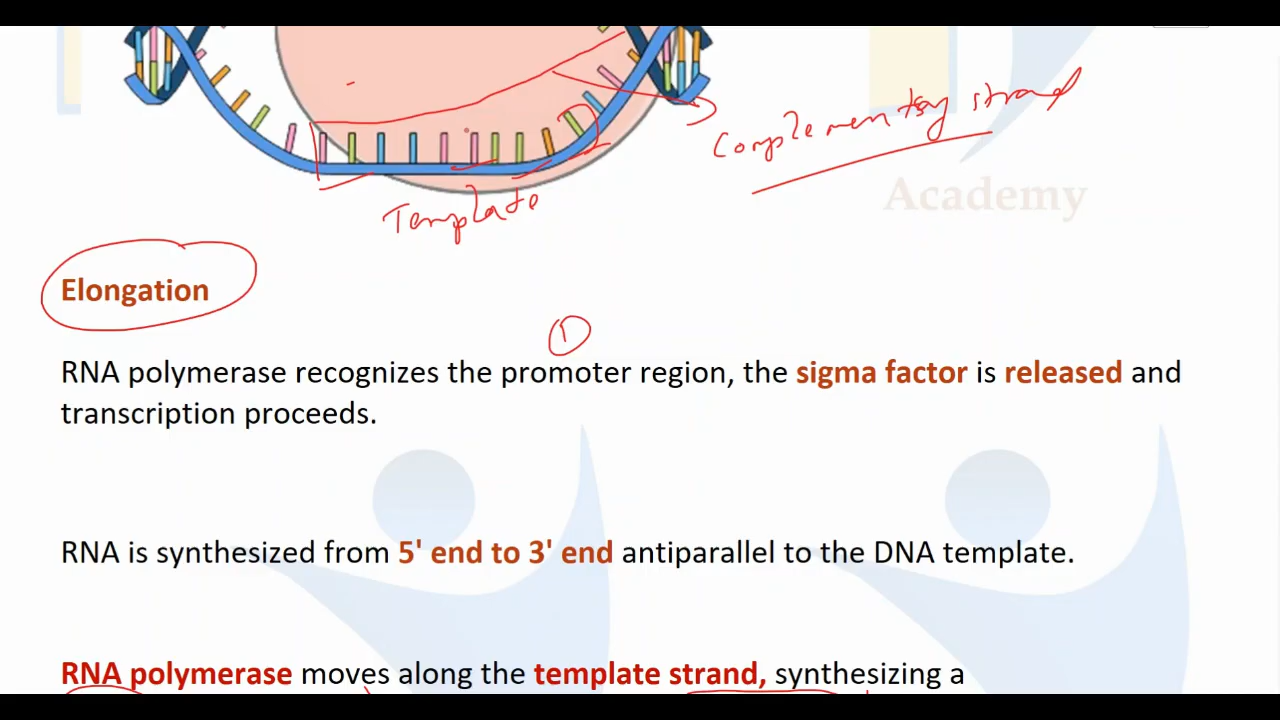 Complementary strand
Academy
Template
Elongation
1
RNA polymerase recognizes the promoter region, the sigma factor is released and
transcription proceeds.
RNA is synthesized from 5' end to 3' end antiparallel to the DNA template.
RNA polymerase moves along the template strand, synthesizing a